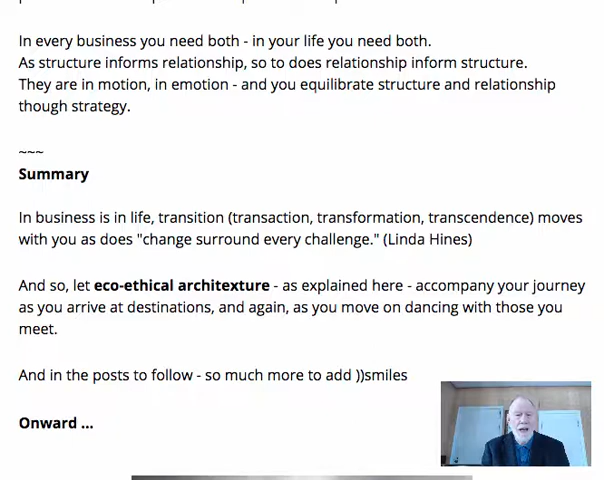 In every business you need both - in your life you need both.
As structure informs relationship, so to does relationship inform structure.
They are in motion, in emotion - and you equilibrate structure and relationship
though strategy.
~~~
Summary
In business is in life, transition (transaction, transformation, transcendence) moves
with you as does "change surround every challenge." (Linda Hines)
And so, let eco-ethical architexture - as explained here - accompany your journey
as you arrive at destinations, and again, as you move on dancing with those you
meet.
And in the posts to follow - so much more to add ))smiles
Onward ...